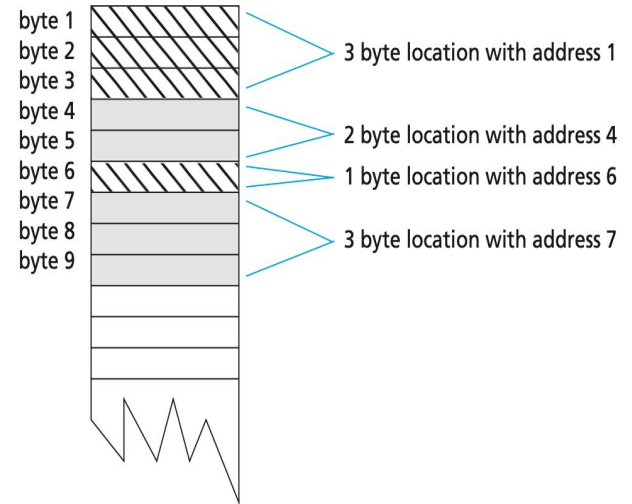 byte 1
byte 2
byte 3
3 byte location with address 1
byte 4
byte 5
2 byte location with address 4
byte 6
1 byte location with address 6
byte 7
byte 8
byte 9
3 byte location with address 7